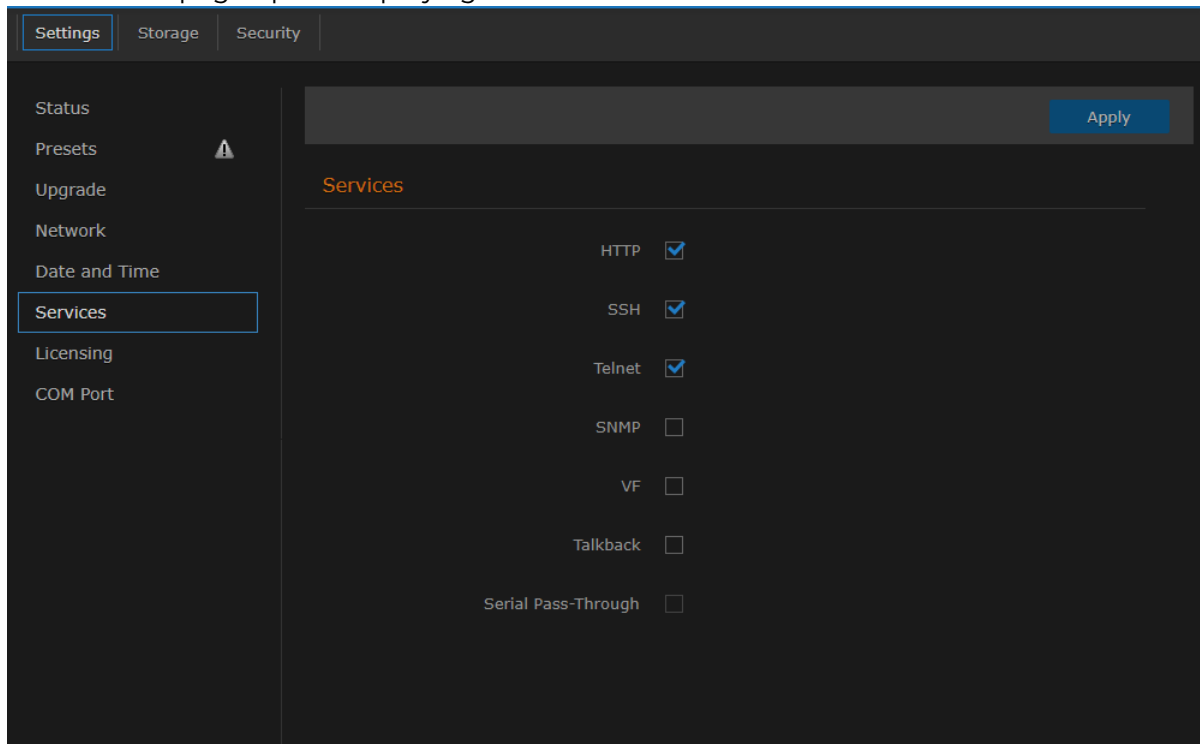 Settings Storage Security
Status
Presets
Upgrade
Network
Date and Time
Services
Licensing
COM Port
Apply
Services
HTTP
SSH
Telnet
SNMP
VF
Talkback
Serial Pass-Through